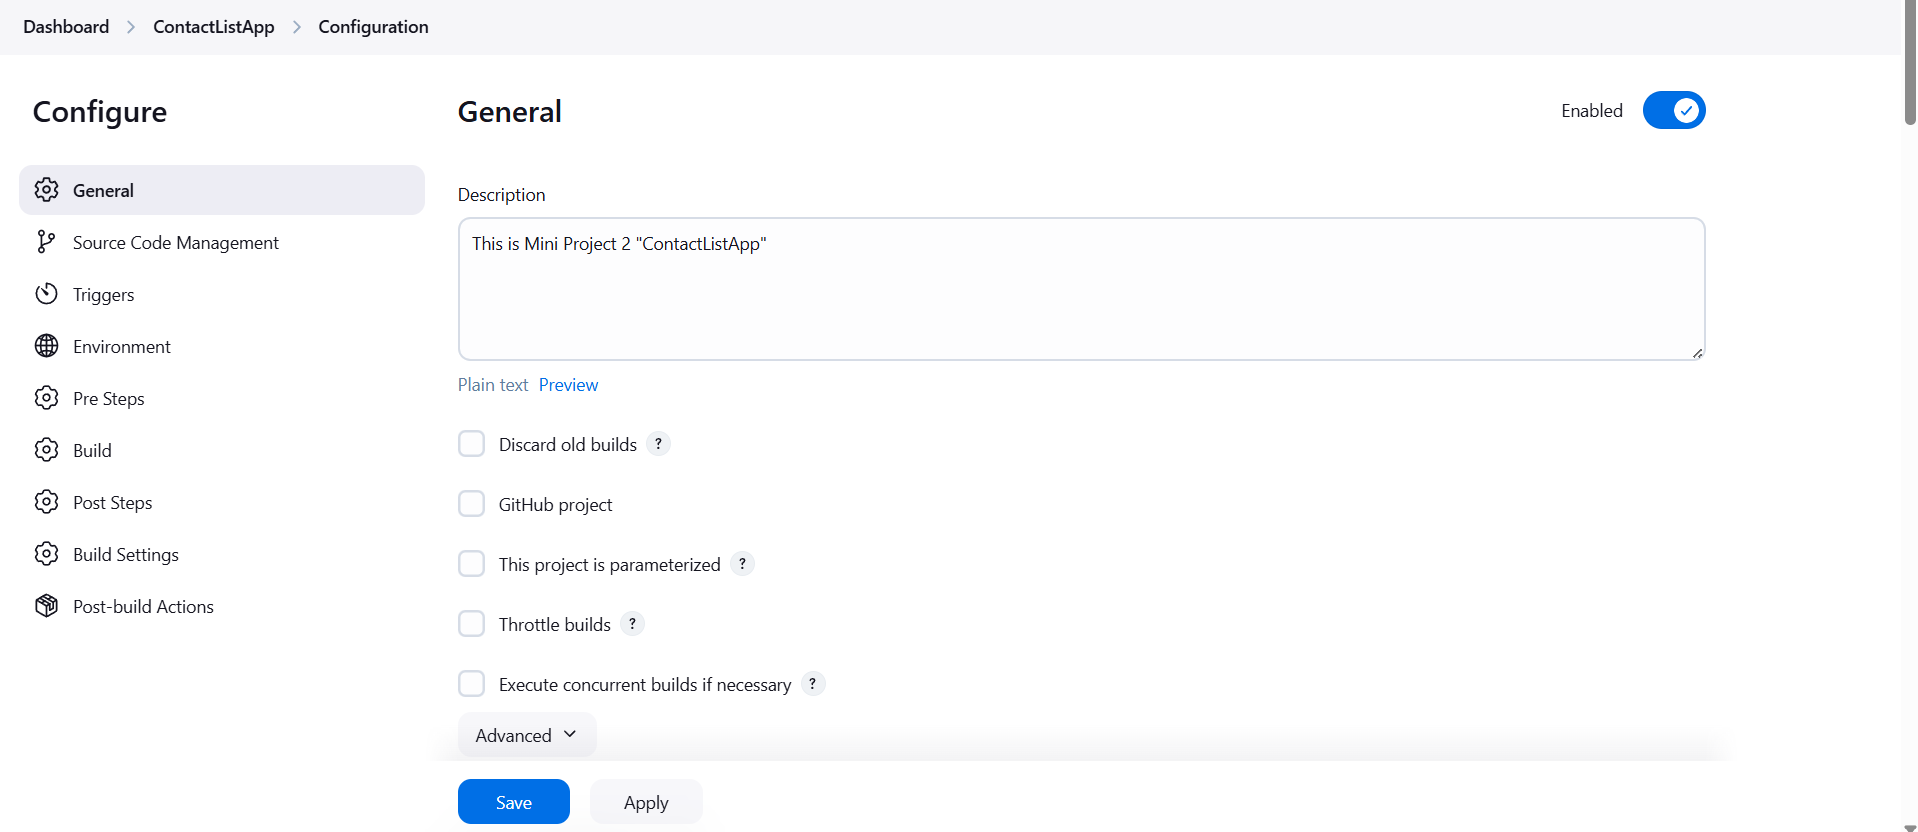 Dashboard > ContactListApp > Configuration
Configure
General
Source Code Management
Triggers
Environment
Pre Steps
Build
Post Steps
Build Settings
Post-build Actions
General
Enabled
Description
This is Mini Project 2 "ContactListApp"
Plain text Preview
Discard old builds ?
GitHub project
This project is parameterized ?
Throttle builds ?
Execute concurrent builds if necessary ?
Advanced
Save Apply